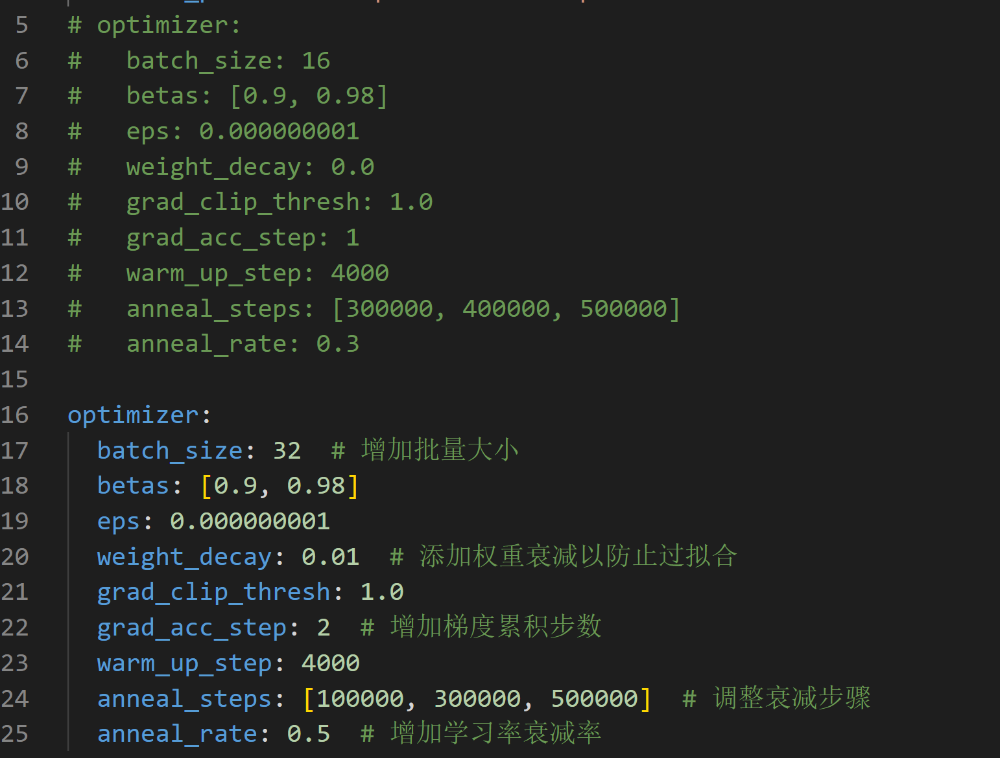 5 # optimizer:
6 #   batch_size: 16
7 #   betas: [0.9, 0.98]
8 #   eps: 0.000000001
9 #   weight_decay: 0.0
10 #   grad_clip_thresh: 1.0
11 #   grad_acc_step: 1
12 #   warm_up_step: 4000
13 #   anneal_steps: [300000, 400000, 500000]
14 #   anneal_rate: 0.3
15
16 optimizer:
17   batch_size: 32  # 增加批量大小
18   betas: [0.9, 0.98]
19   eps: 0.000000001
20   weight_decay: 0.01  # 添加权重衰减以防止过拟合
21   grad_clip_thresh: 1.0
22   grad_acc_step: 2  # 增加梯度累积步数
23   warm_up_step: 4000
24   anneal_steps: [100000, 300000, 500000]  # 调整衰减步骤
25   anneal_rate: 0.5  # 增加学习率衰减率